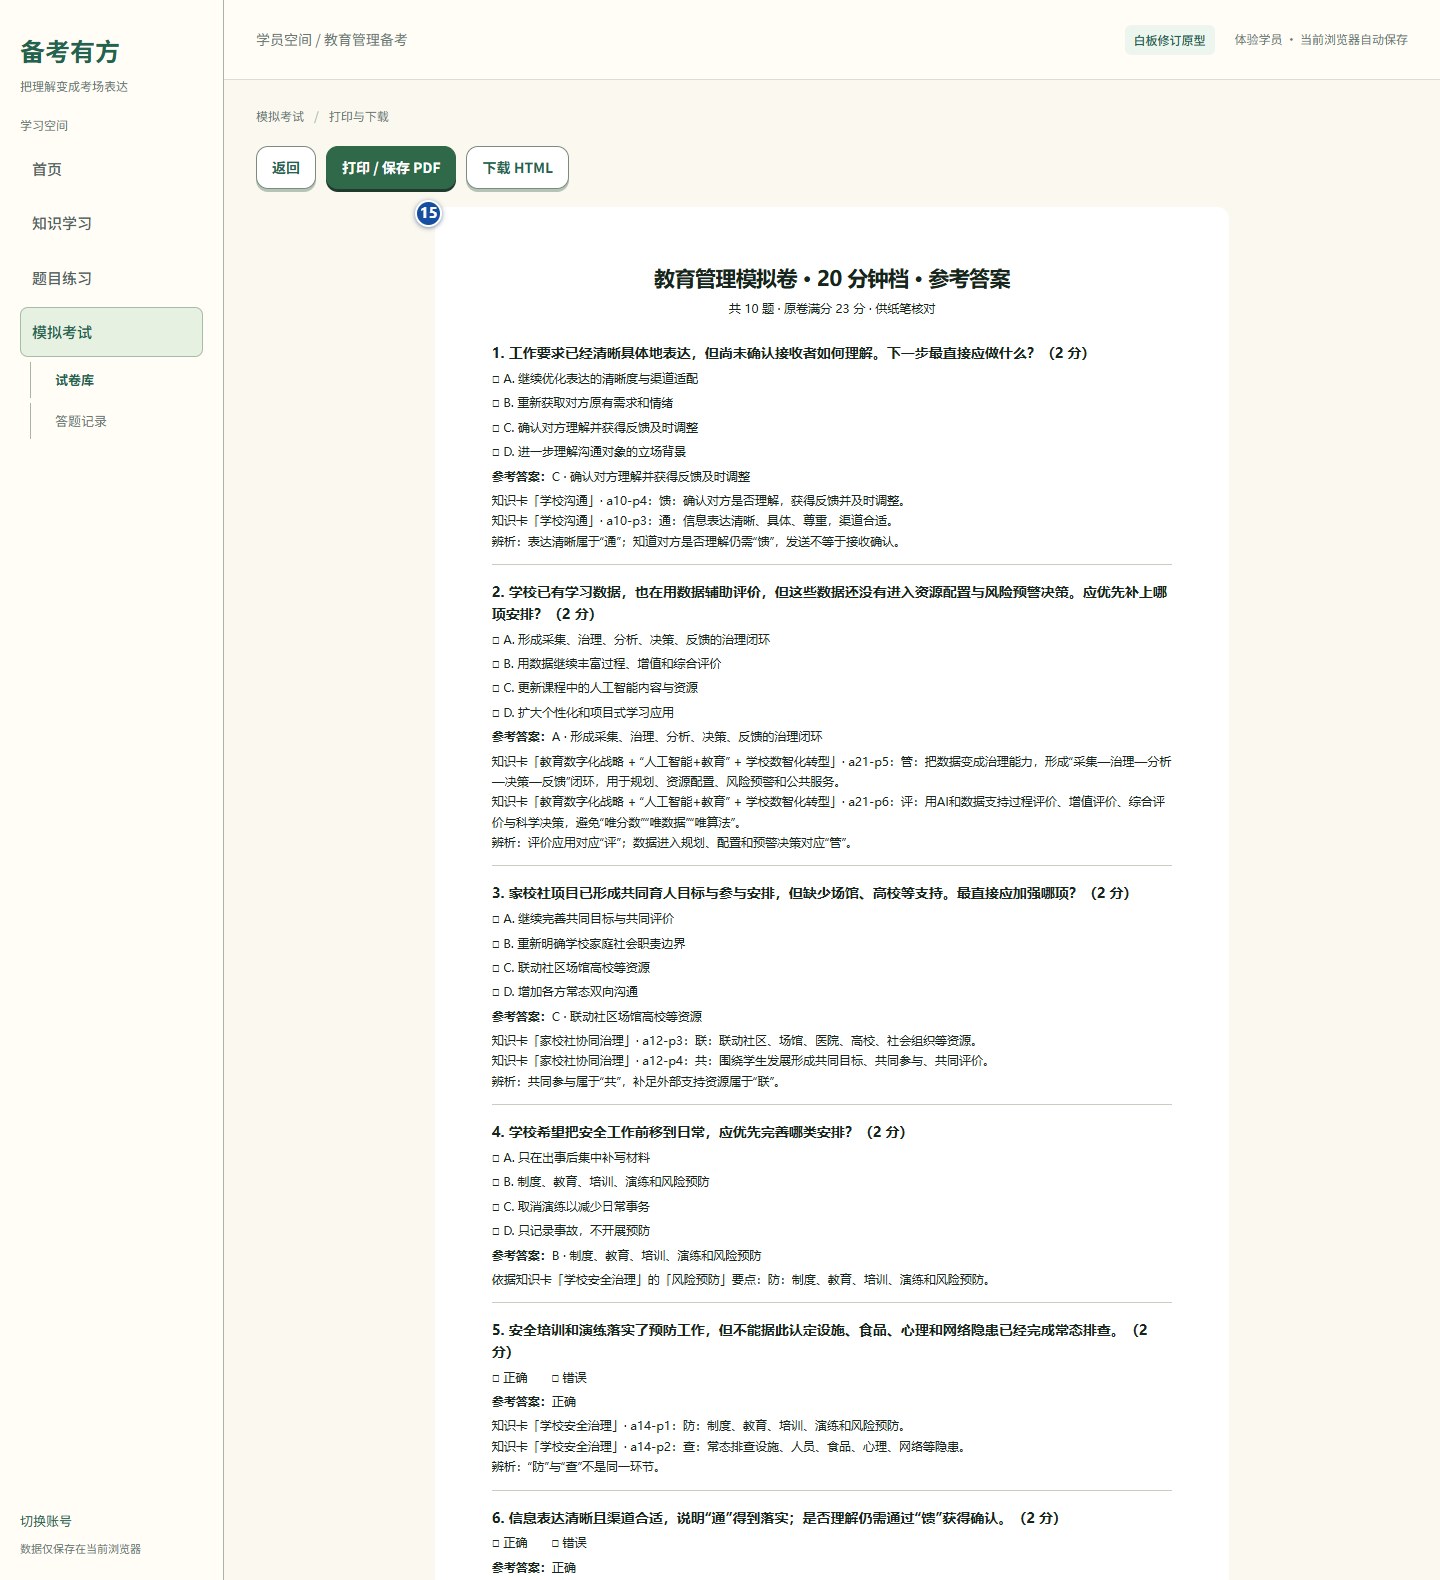 备考有方
把理解变成考场表达
学习空间
首页
知识学习
题目练习
模拟考试
试卷库
答题记录
切换账号
数据仅保存在当前浏览器
学员空间 / 教育管理备考
白板修订原型
体验学员 · 当前浏览器自动保存
模拟考试 / 打印与下载
返回
打印 / 保存 PDF
下载 HTML
15
教育管理模拟卷 · 20 分钟档 · 参考答案
共 10 题 · 原卷满分 23 分 · 供纸笔核对
1. 工作要求已经清晰具体地表达，但尚未确认接收者如何理解。下一步最直接应做什么？（2 分）
□ A. 继续优化表达的清晰度与渠道适配
□ B. 重新获取对方原有需求和情绪
□ C. 确认对方理解并获得反馈及时调整
□ D. 进一步理解沟通对象的立场背景
参考答案：C · 确认对方理解并获得反馈及时调整
知识卡「学校沟通」· a10-p4：馈：确认对方是否理解，获得反馈并及时调整。
知识卡「学校沟通」· a10-p3：通：信息表达清晰、具体、尊重，渠道合适。
辨析：表达清晰属于“通”；知道对方是否理解仍需“馈”，发送不等于接收确认。
2. 学校已有学习数据，也在用数据辅助评价，但这些数据还没有进入资源配置与风险预警决策。应优先补上哪
项安排？（2 分）
□ A. 形成采集、治理、分析、决策、反馈的治理闭环
□ B. 用数据继续丰富过程、增值和综合评价
□ C. 更新课程中的人工智能内容与资源
□ D. 扩大个性化和项目式学习应用
参考答案：A · 形成采集、治理、分析、决策、反馈的治理闭环
知识卡「教育数字化战略 + “人工智能+教育” + 学校数智化转型」· a21-p5：管：把数据变成治理能力，形成“采集—治理—分析
—决策—反馈”闭环，用于规划、资源配置、风险预警和公共服务。
知识卡「教育数字化战略 + “人工智能+教育” + 学校数智化转型」· a21-p6：评：用AI和数据支持过程评价、增值评价、综合评
价与科学决策，避免“唯分数”“唯数据”“唯算法”。
辨析：评价应用对应“评”；数据进入规划、配置和预警决策对应“管”。
3. 家校社项目已形成共同育人目标与参与安排，但缺少场馆、高校等支持。最直接应加强哪项？（2 分）
□ A. 继续完善共同目标与共同评价
□ B. 重新明确学校家庭社会职责边界
□ C. 联动社区场馆高校等资源
□ D. 增加各方常态双向沟通
参考答案：C · 联动社区场馆高校等资源
知识卡「家校社协同治理」· a12-p3：联：联动社区、场馆、医院、高校、社会组织等资源。
知识卡「家校社协同治理」· a12-p4：共：围绕学生发展形成共同目标、共同参与、共同评价。
辨析：共同参与属于“共”，补足外部支持资源属于“联”。
4. 学校希望把安全工作前移到日常，应优先完善哪类安排？（2 分）
□ A. 只在出事后集中补写材料
□ B. 制度、教育、培训、演练和风险预防
□ C. 取消演练以减少日常事务
□ D. 只记录事故，不开展预防
参考答案：B · 制度、教育、培训、演练和风险预防
依据知识卡「学校安全治理」的「风险预防」要点：防：制度、教育、培训、演练和风险预防。
5. 安全培训和演练落实了预防工作，但不能据此认定设施、食品、心理和网络隐患已经完成常态排查。（2
分）
□ 正确 □ 错误
参考答案：正确
知识卡「学校安全治理」· a14-p1：防：制度、教育、培训、演练和风险预防。
知识卡「学校安全治理」· a14-p2：查：常态排查设施、人员、食品、心理、网络等隐患。
辨析：“防”与“查”不是同一环节。
6. 信息表达清晰且渠道合适，说明“通”得到落实；是否理解仍需通过“馈”获得确认。（2 分）
□ 正确 □ 错误
参考答案：正确